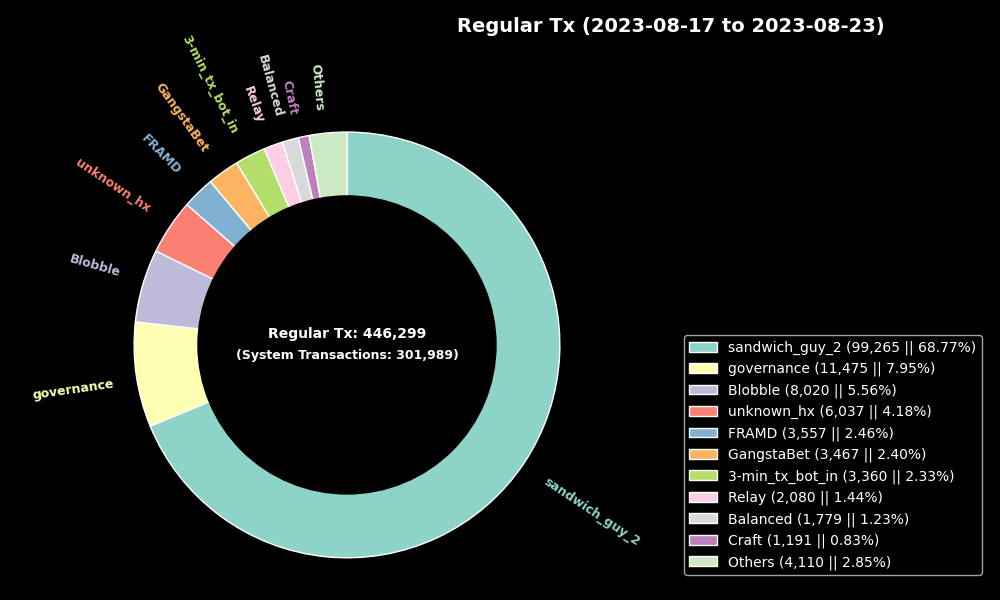 Regular Tx (2023-08-17 to 2023-08-23)
3-min_tx_bot_in
Balanced
Others
Craft
Relay
GangstaBet
FRAMD
unknown_hx
Blobble
governance
sandwich_guy_2
Regular Tx: 446,299
(System Transactions: 301,989)
sandwich_guy_2 (99,265 || 68.77%)
governance (11,475 || 7.95%)
Blobble (8,020 || 5.56%)
unknown_hx (6,037 || 4.18%)
FRAMD (3,557 || 2.46%)
GangstaBet (3,467 || 2.40%)
3-min_tx_bot_in (3,360 || 2.33%)
Relay (2,080 || 1.44%)
Balanced (1,779 || 1.23%)
Craft (1,191 || 0.83%)
Others (4,110 || 2.85%)